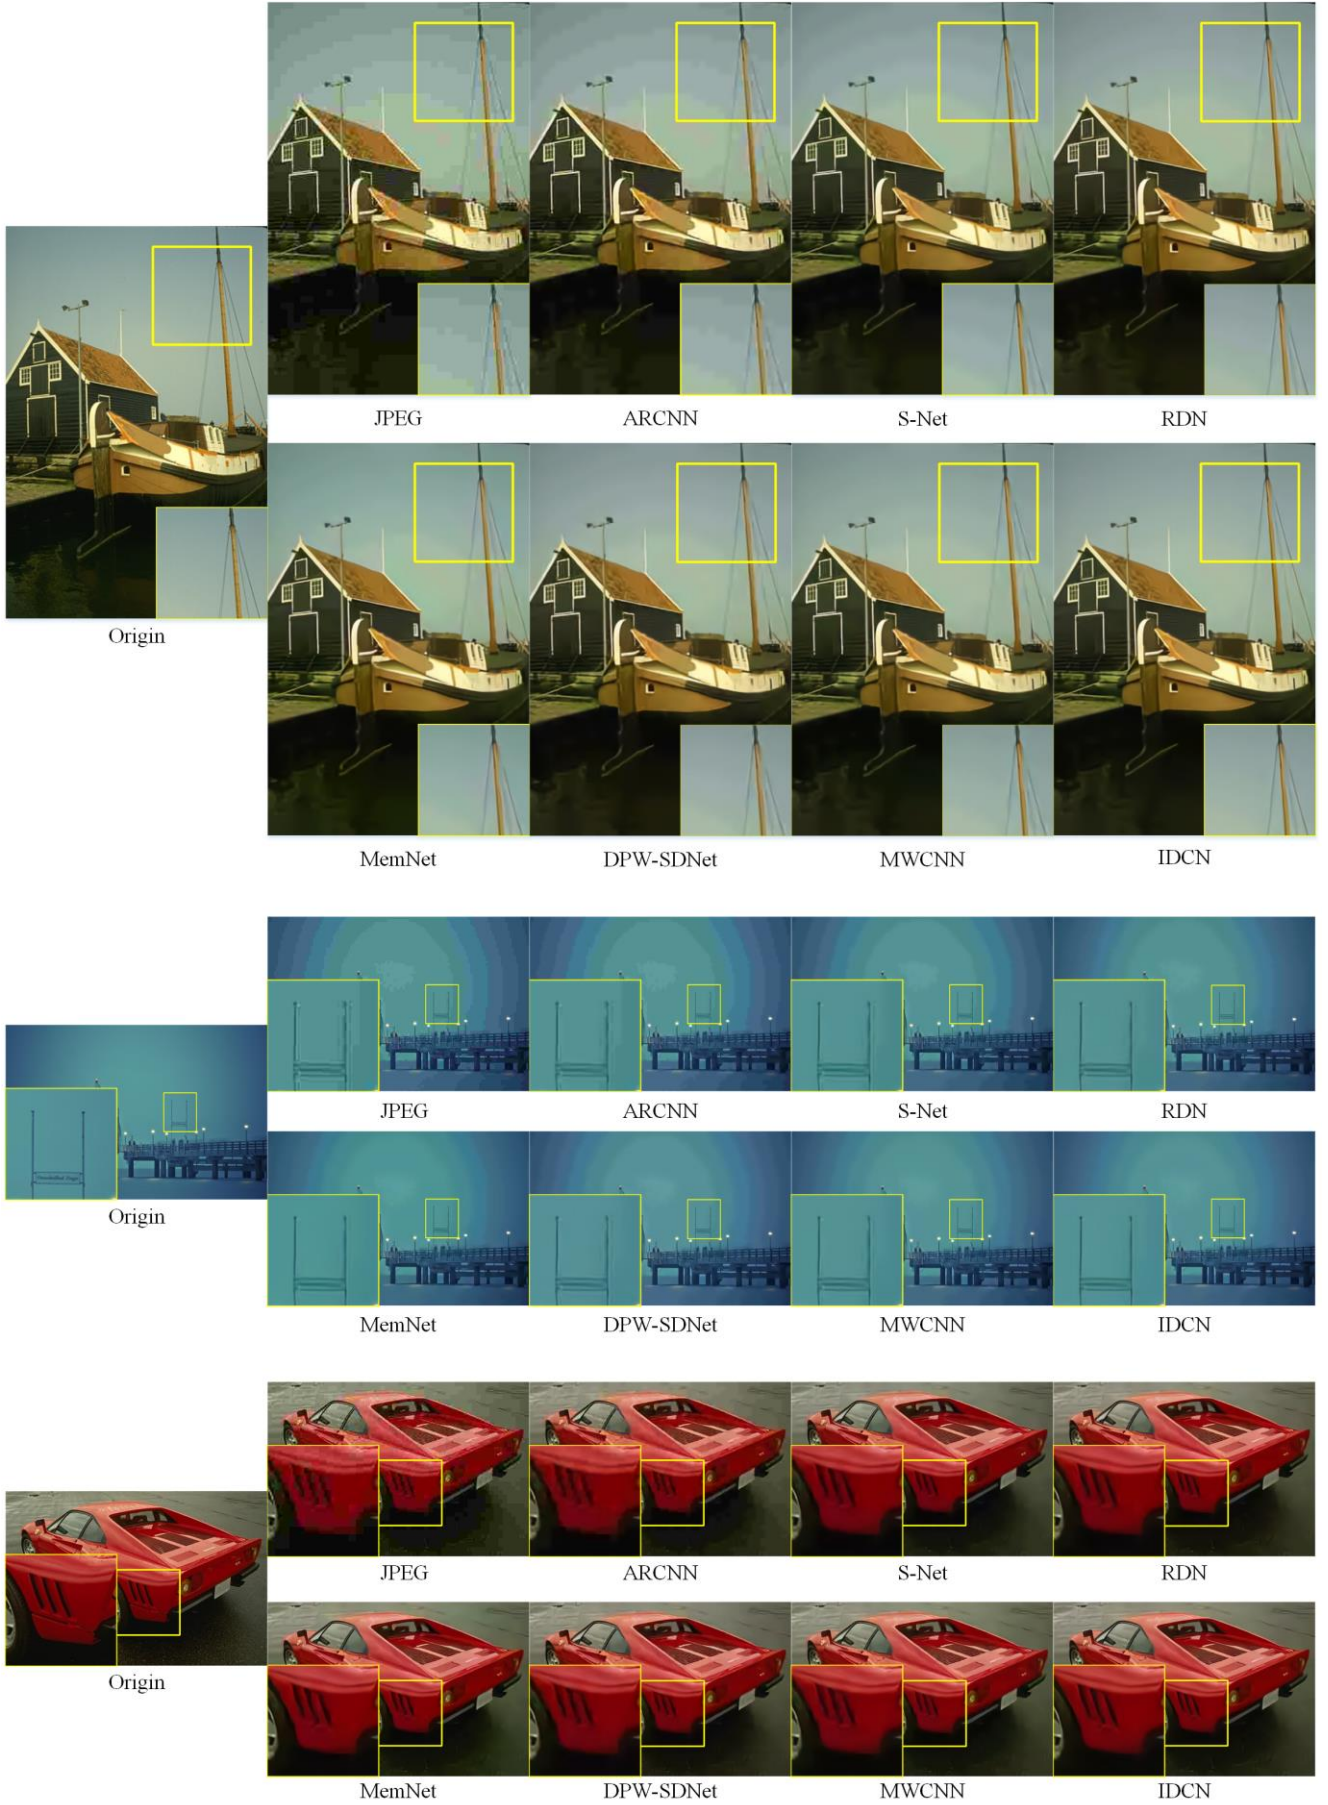 JPEG ARCNN S-Net RDN
Origin
MemNet DPW-SDNet MWCNN IDCN
JPEG ARCNN S-Net RDN
Origin
MemNet DPW-SDNet MWCNN IDCN
JPEG ARCNN S-Net RDN
Origin
MemNet DPW-SDNet MWCNN IDCN